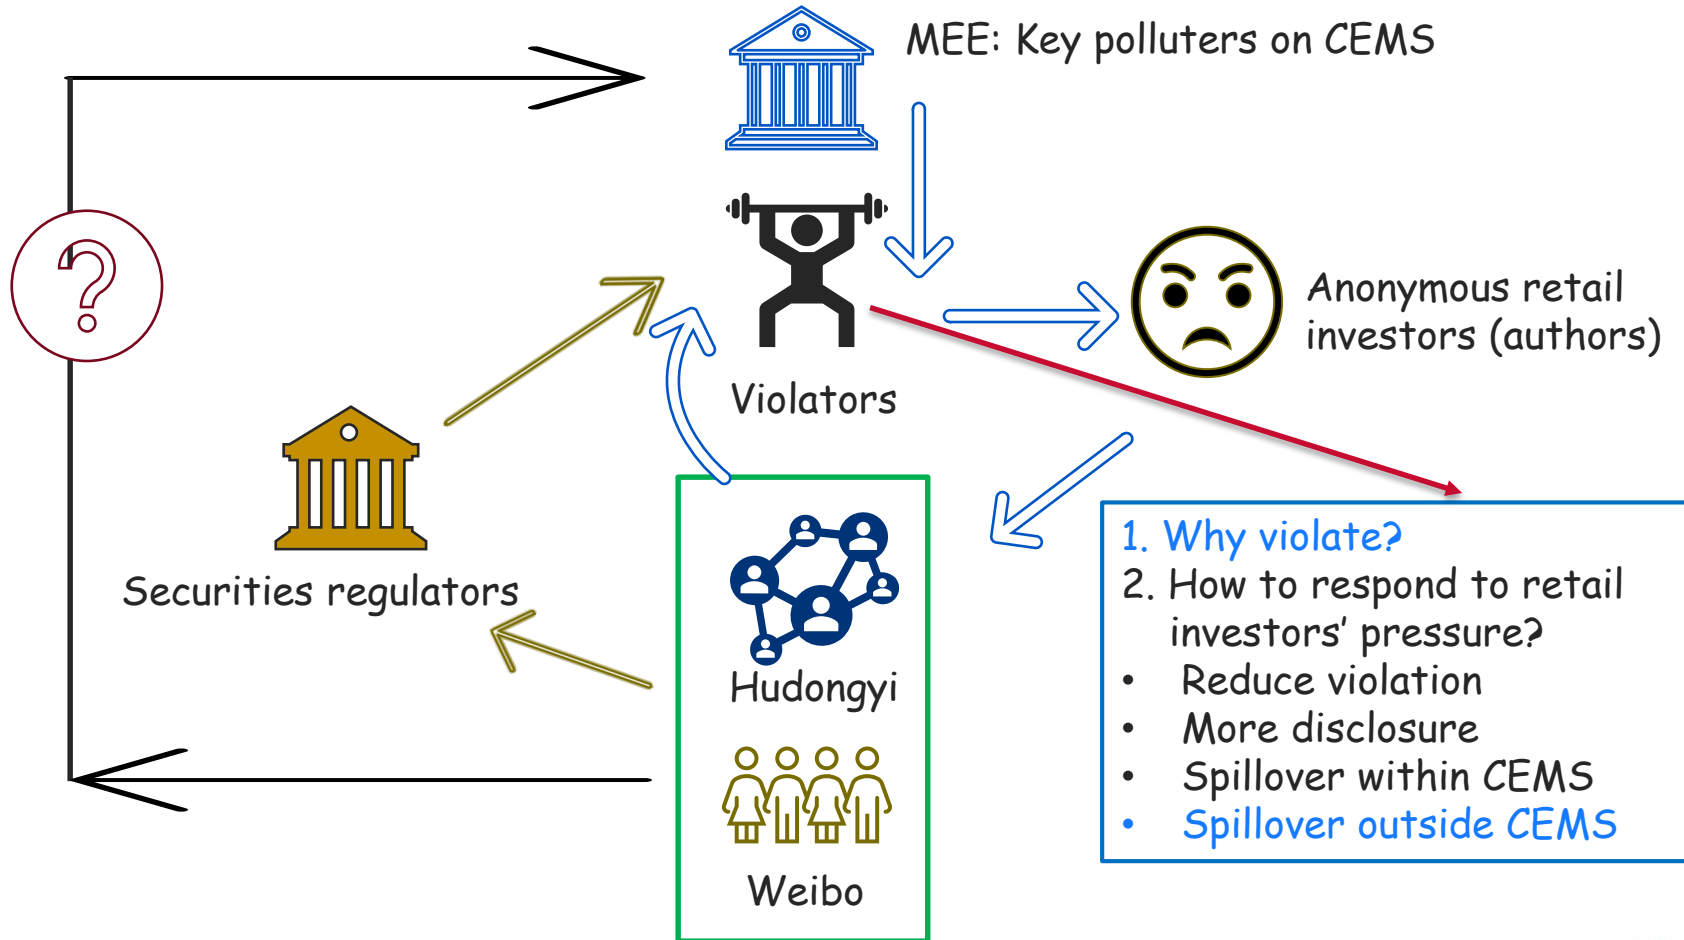 MEE: Key polluters on CEMS
?
Anonymous retail
investors (authors)
Violators
Securities regulators
Hudongyi
Weibo
1. Why violate?
2. How to respond to retail
investors’ pressure?
• Reduce violation
• More disclosure
• Spillover within CEMS
• Spillover outside CEMS